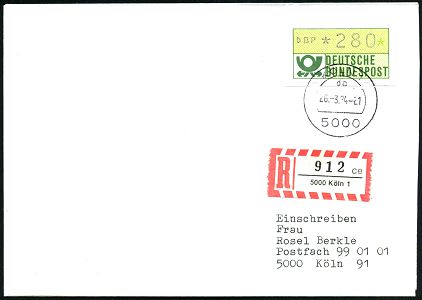 DBP *280*
DEUTSCHE
BUNDESPOST
5000
R 912 ce
5000 Köln 1
Einschreiben
Frau
Rosel Berkle
Postfach 99 01 01
5000 Köln 91